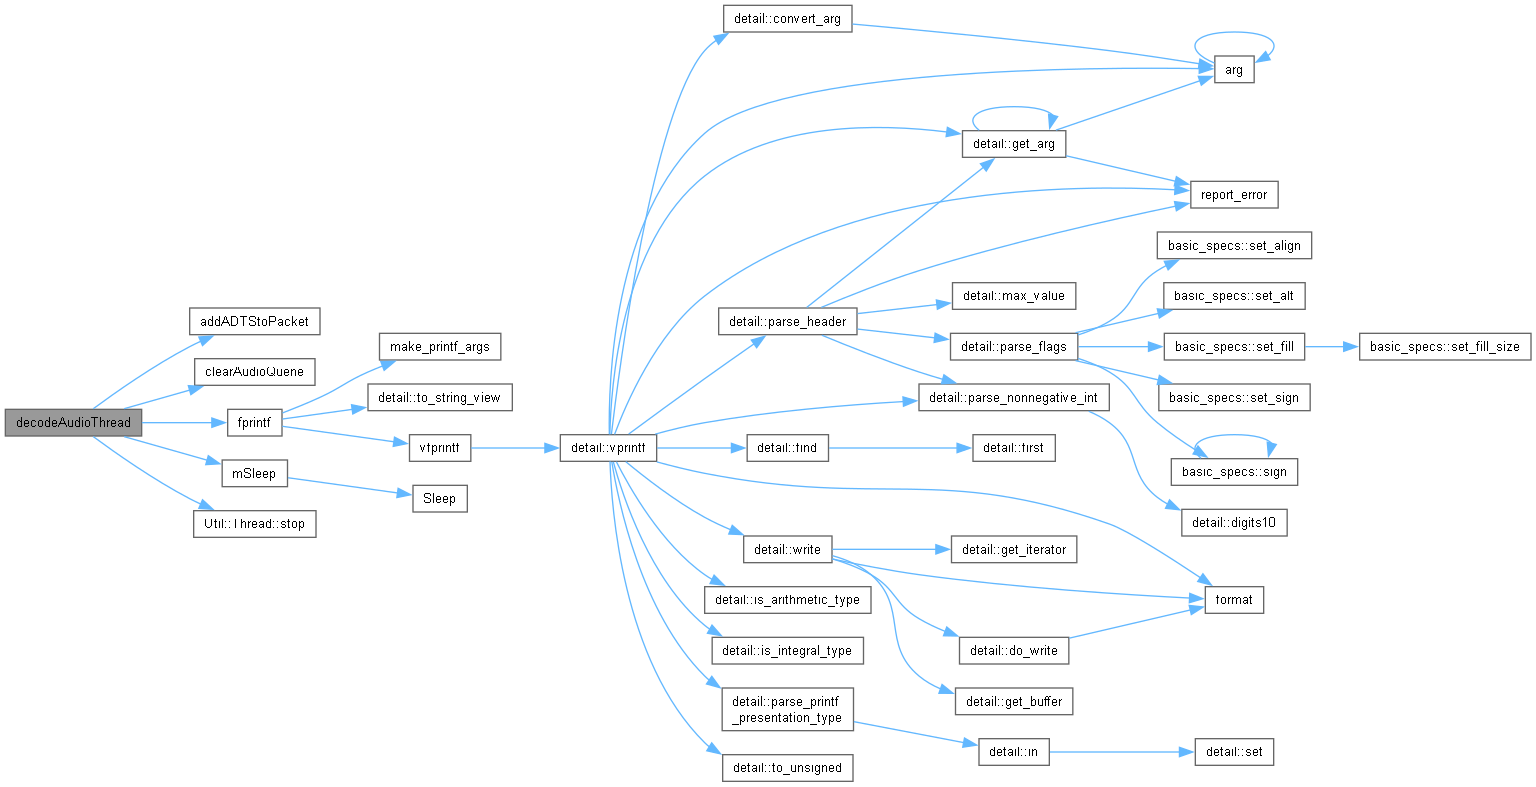 decodeAudioThread
addADTStoPacket
clearAudioQuene
fprintf
mSleep
Util::Thread::stop
make_printf_args
detail::to_string_view
vfprintf
Sleep
detail::vprintf
detail::convert_arg
detail::parse_header
detail::find
detail::write
detail::is_arithmetic_type
detail::is_integral_type
detail::parse_printf
_presentation_type
detail::to_unsigned
detail::get_arg
detail::max_value
detail::parse_flags
detail::parse_nonnegative_int
detail::first
detail::get_iterator
detail::do_write
detail::get_buffer
detail::in
arg
report_error
basic_specs::set_align
basic_specs::set_alt
basic_specs::set_fill
basic_specs::set_sign
basic_specs::sign
detail::digits10
format
detail::set
basic_specs::set_fill_size